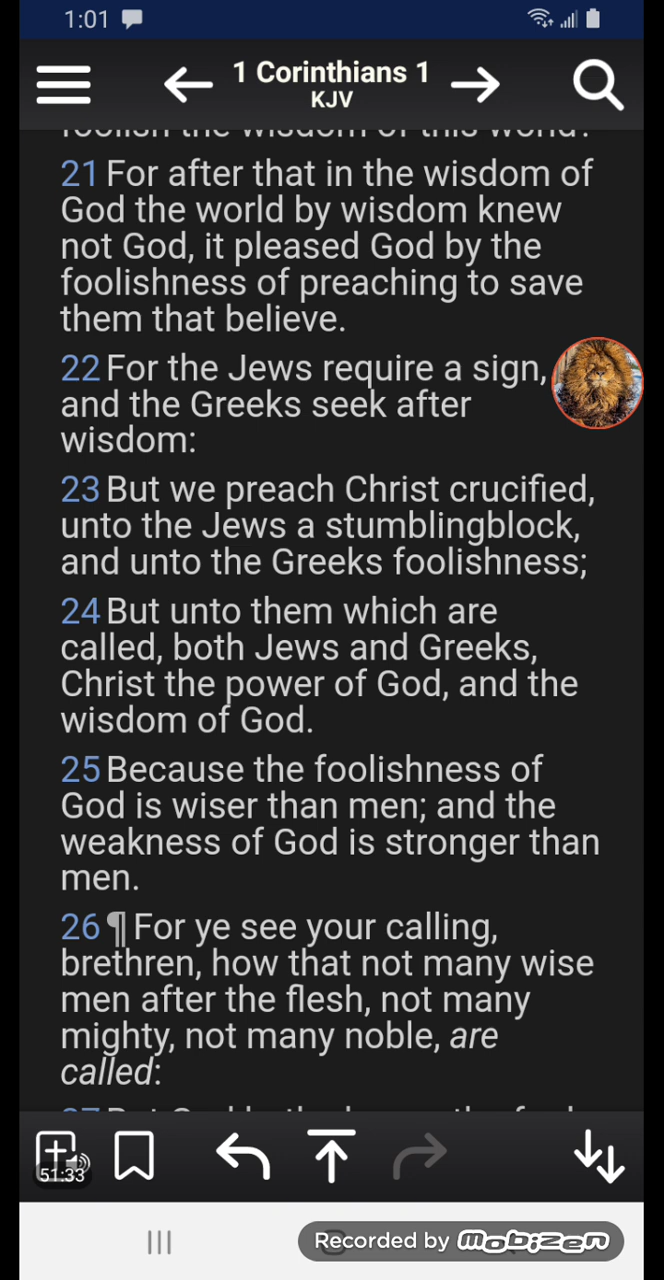 1:01
1 Corinthians 1
KJV
foolish the wisdom of this world?
21 For after that in the wisdom of
God the world by wisdom knew
not God, it pleased God by the
foolishness of preaching to save
them that believe.
22 For the Jews require a sign,
and the Greeks seek after
wisdom:
23 But we preach Christ crucified,
unto the Jews a stumblingblock,
and unto the Greeks foolishness;
24 But unto them which are
called, both Jews and Greeks,
Christ the power of God, and the
wisdom of God.
25 Because the foolishness of
God is wiser than men; and the
weakness of God is stronger than
men.
26 ¶ For ye see your calling,
brethren, how that not many wise
men after the flesh, not many
mighty, not many noble, are
called:
51:33
Recorded by mobizen